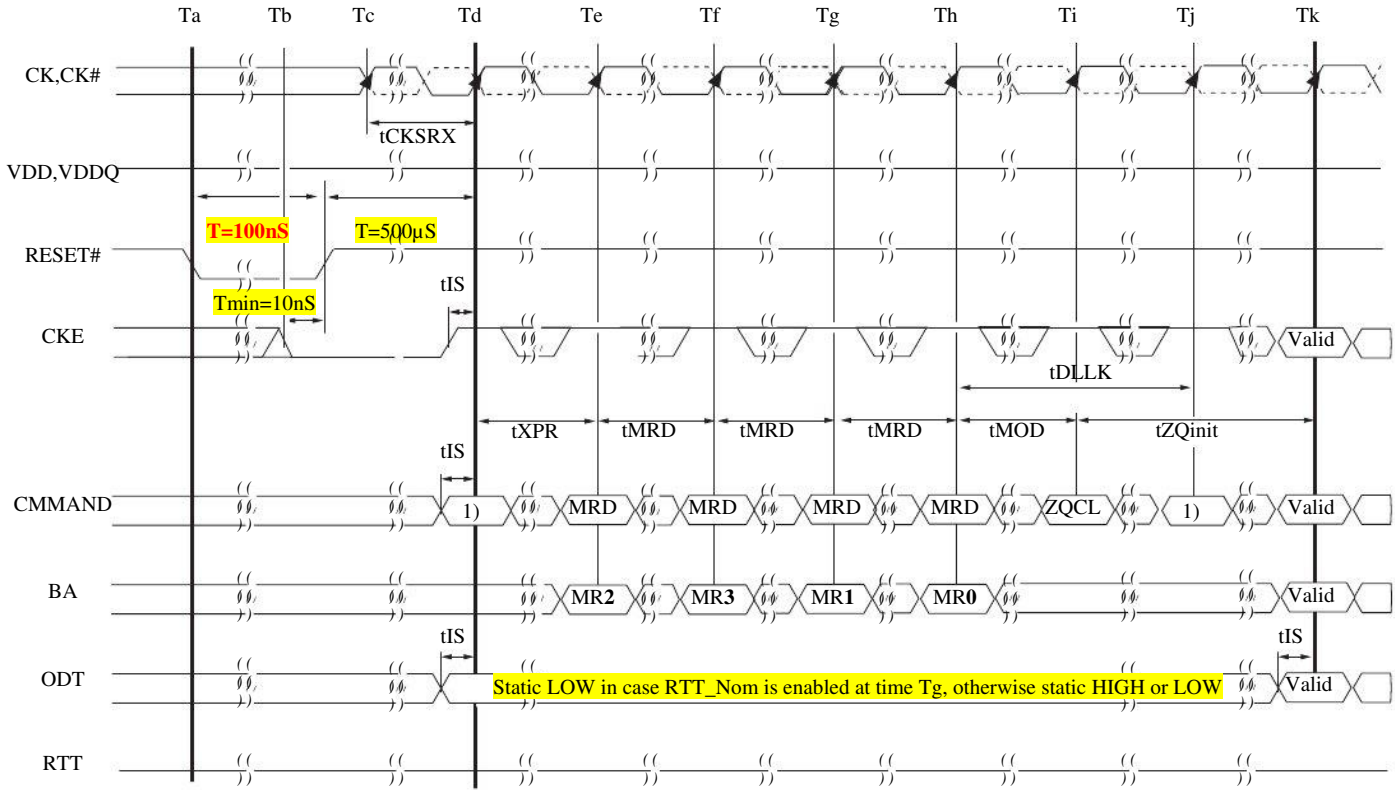 Ta Tb Tc Td Te Tf Tg Th Ti Tj Tk
CK,CK#
tCKSRX
VDD,VDDQ
T=100nS T=500µS
RESET#
Tmin=10nS tIS
CKE Valid
tDLLK
tXPR tMRD tMRD tMRD tMOD tZQinit
tIS
CMMAND 1) MRD MRD MRD MRD ZQCL 1) Valid
BA MR2 MR3 MR1 MR0 Valid
tIS tIS
ODT Static LOW in case RTT_Nom is enabled at time Tg, otherwise static HIGH or LOW Valid
RTT